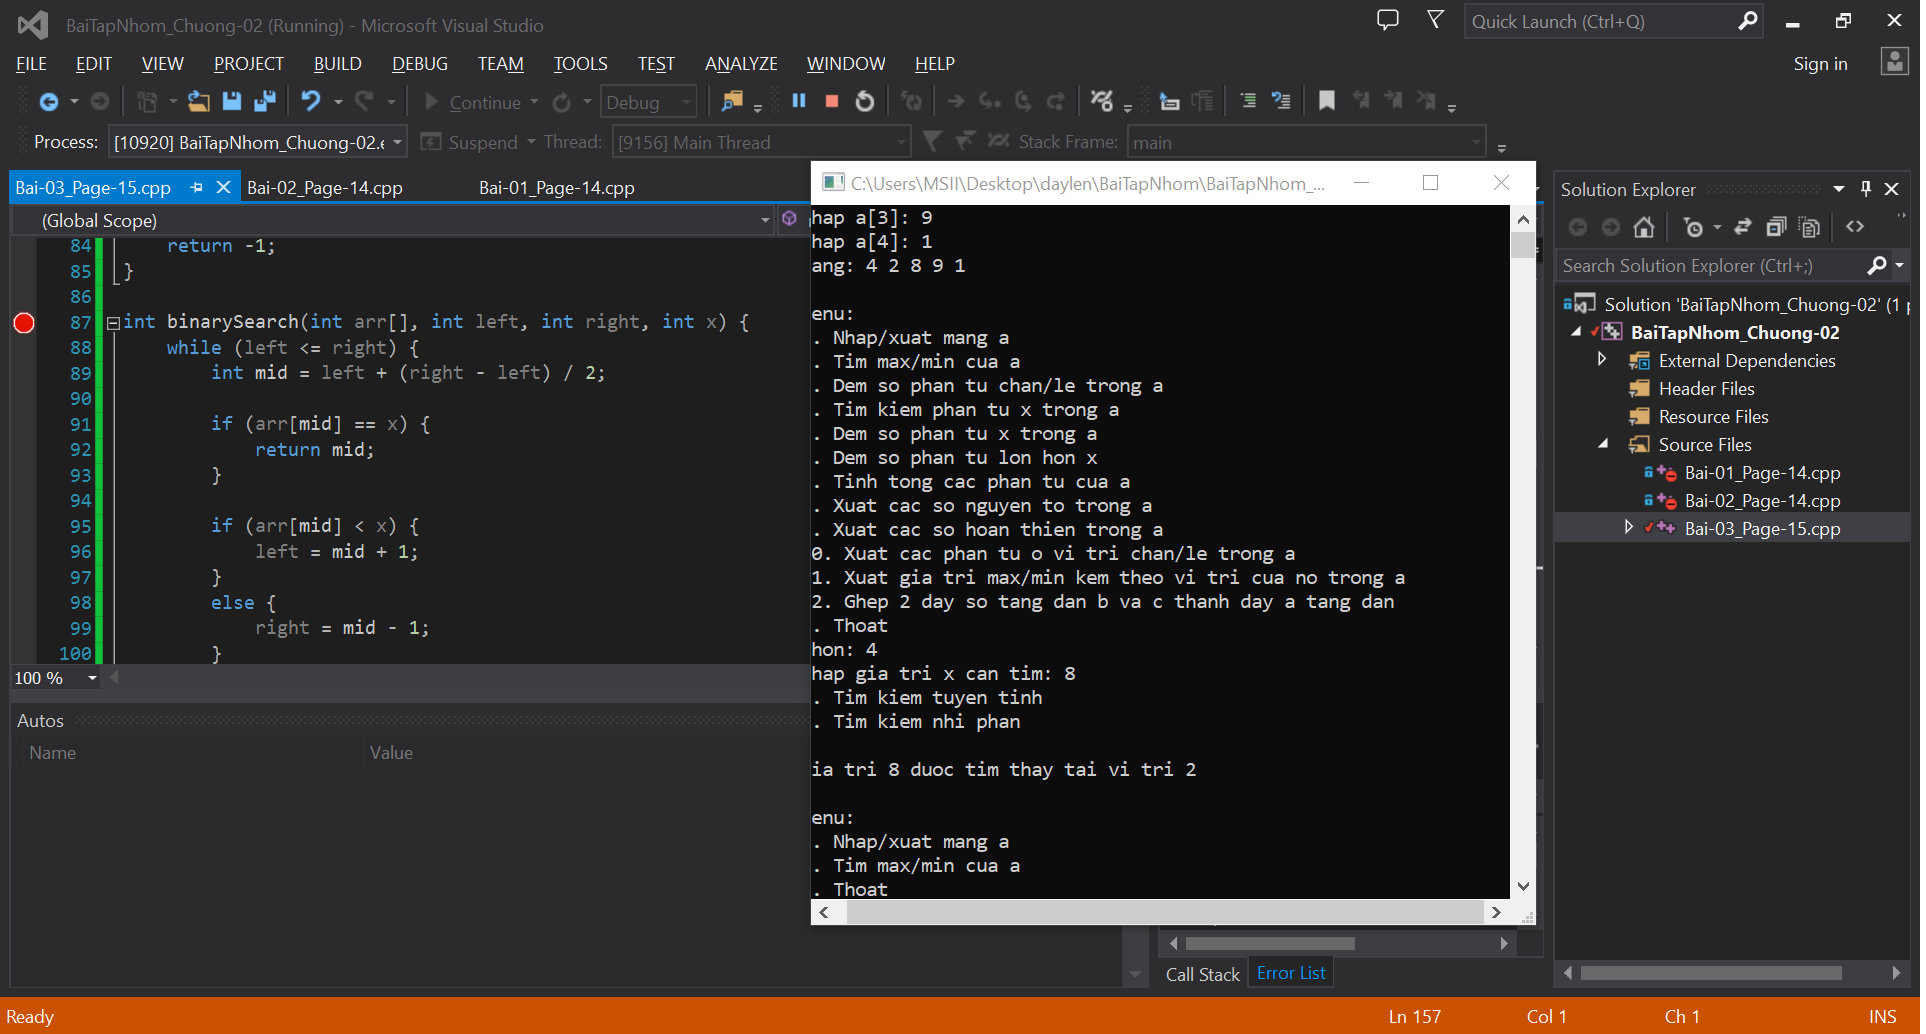 BaiTapNhom_Chuong-02 (Running) - Microsoft Visual Studio
Quick Launch (Ctrl+Q)
FILE EDIT VIEW PROJECT BUILD DEBUG TEAM TOOLS TEST ANALYZE WINDOW HELP
Sign in
Continue
Debug
Process: [10920] BaiTapNhom_Chuong-02.e
Suspend
Thread: [9156] Main Thread
Stack Frame: main
Bai-03_Page-15.cpp Bai-02_Page-14.cpp Bai-01_Page-14.cpp
(Global Scope)
84 return -1;
85 }
86
87 int binarySearch(int arr[], int left, int right, int x) {
88 while (left <= right) {
89 int mid = left + (right - left) / 2;
90
91 if (arr[mid] == x) {
92 return mid;
93 }
94
95 if (arr[mid] < x) {
96 left = mid + 1;
97 }
98 else {
99 right = mid - 1;
100 }
100 %
Autos
Name Value
C:\Users\MSII\Desktop\daylen\BaiTapNhom\BaiTapNhom_...
hap a[3]: 9
hap a[4]: 1
ang: 4 2 8 9 1
enu:
. Nhap/xuat mang a
. Tim max/min cua a
. Dem so phan tu chan/le trong a
. Tim kiem phan tu x trong a
. Dem so phan tu x trong a
. Dem so phan tu lon hon x
. Tinh tong cac phan tu cua a
. Xuat cac so nguyen to trong a
. Xuat cac so hoan thien trong a
0. Xuat cac phan tu o vi tri chan/le trong a
1. Xuat gia tri max/min kem theo vi tri cua no trong a
2. Ghep 2 day so tang dan b va c thanh day a tang dan
. Thoat
hon: 4
hap gia tri x can tim: 8
. Tim kiem tuyen tinh
. Tim kiem nhi phan
ia tri 8 duoc tim thay tai vi tri 2
enu:
. Nhap/xuat mang a
. Tim max/min cua a
. Thoat
Call Stack Error List
Solution Explorer
Search Solution Explorer (Ctrl+;)
Solution 'BaiTapNhom_Chuong-02' (1 p
BaiTapNhom_Chuong-02
External Dependencies
Header Files
Resource Files
Source Files
Bai-01_Page-14.cpp
Bai-02_Page-14.cpp
Bai-03_Page-15.cpp
Ready
Ln 157 Col 1 Ch 1 INS